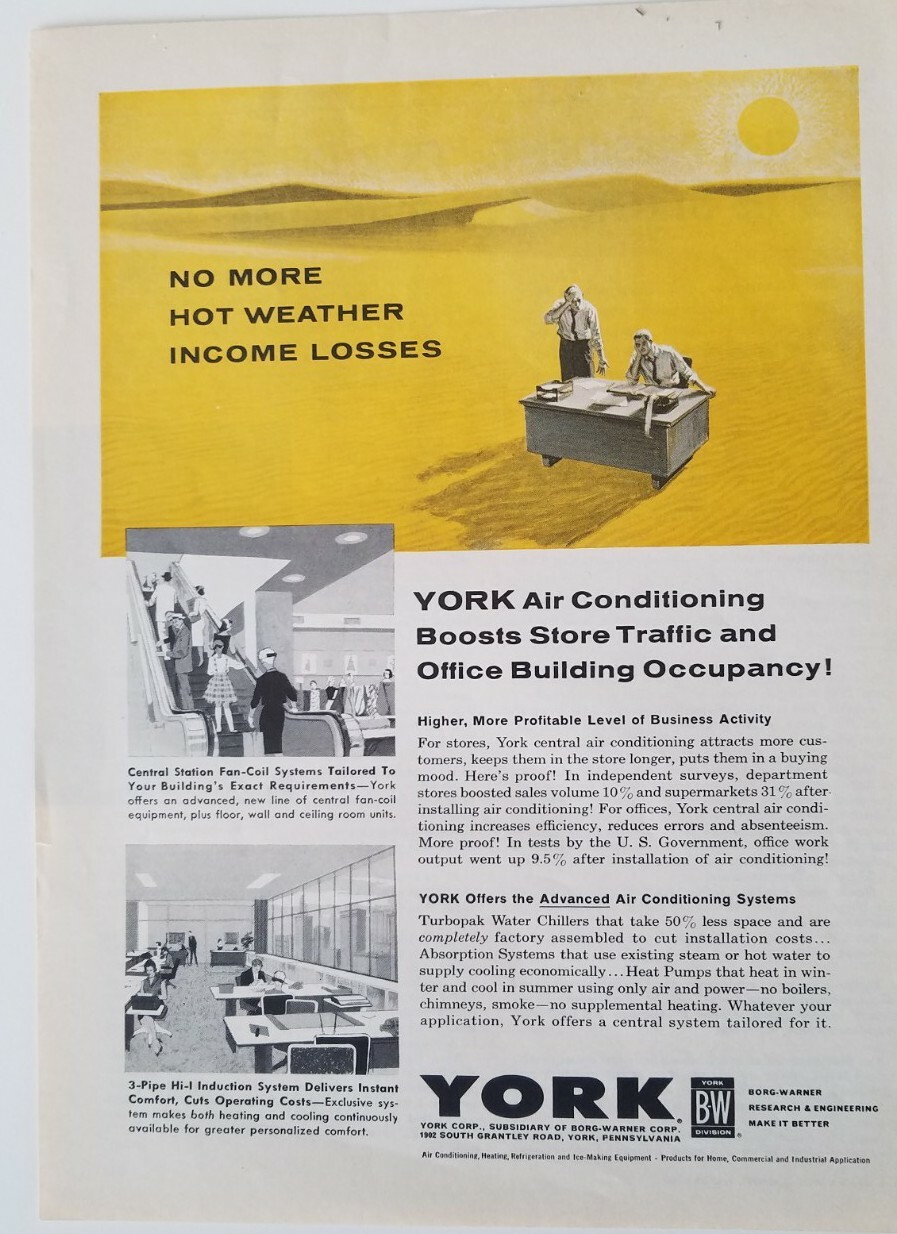 NO MORE
HOT WEATHER
INCOME LOSSES
YORK Air Conditioning
Boosts Store Traffic and
Office Building Occupancy!
Higher, More Profitable Level of Business Activity
For stores, York central air conditioning attracts more cus-
tomers, keeps them in the store longer, puts them in a buying
mood. Here's proof! In independent surveys, department
stores boosted sales volume 10% and supermarkets 31% after
installing air conditioning! For offices, York central air condi-
tioning increases efficiency, reduces errors and absenteeism.
More proof! In tests by the U. S. Government, office work
output went up 9.5% after installation of air conditioning!
YORK Offers the Advanced Air Conditioning Systems
Turbopak Water Chillers that take 50% less space and are
completely factory assembled to cut installation costs...
Absorption Systems that use existing steam or hot water to
supply cooling economically...Heat Pumps that heat in win-
ter and cool in summer using only air and power—no boilers,
chimneys, smoke—no supplemental heating. Whatever your
application, York offers a central system tailored for it.
Central Station Fan-Coil Systems Tailored To
Your Building's Exact Requirements—York
offers an advanced, new line of central fan-coil
equipment, plus floor, wall and ceiling room units.
3-Pipe Hi-I Induction System Delivers Instant
Comfort, Cuts Operating Costs—Exclusive sys-
tem makes both heating and cooling continuously
available for greater personalized comfort.
YORK®
YORK CORP., SUBSIDIARY OF BORG-WARNER CORP.
1902 SOUTH GRANTLEY ROAD, YORK, PENNSYLVANIA
YORK
B-W
DIVISION®
BORG-WARNER
RESEARCH & ENGINEERING
MAKE IT BETTER
Air Conditioning, Heating, Refrigeration and Ice-Making Equipment · Products for Home, Commercial and Industrial Application